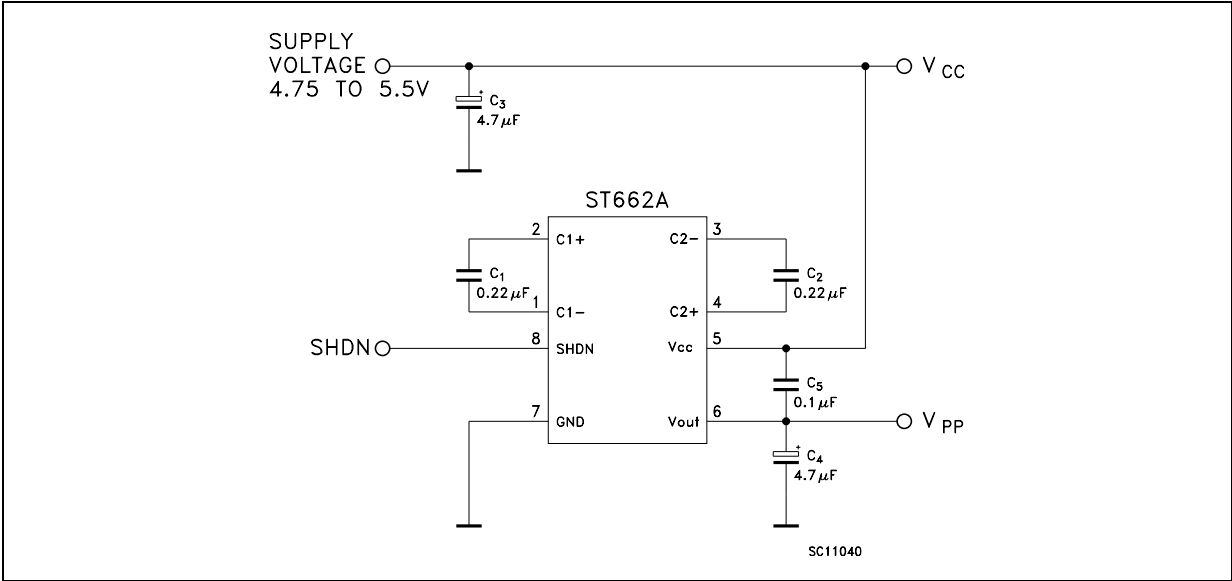 SUPPLY
VOLTAGE
4.75 TO 5.5V
V CC
+
C3
4.7µF
ST662A
2
C1+
C2-
3
C1
0.22µF
C2
0.22µF
1
C1-
C2+
4
SHDN
8
SHDN
Vcc
5
C5
0.1µF
7
GND
Vout
6
V PP
+
C4
4.7µF
SC11040